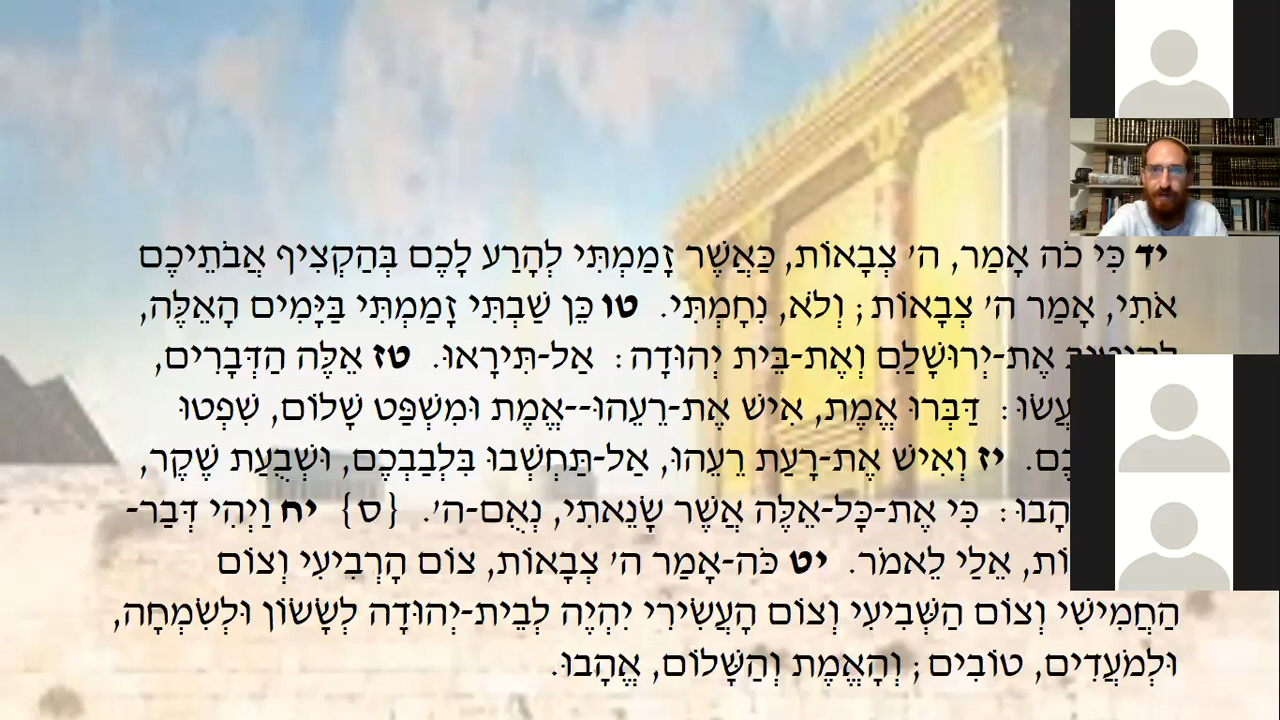 יד כִּי כֹה אָמַר, ה' צְבָאוֹת, כַּאֲשֶׁר זָמַמְתִּי לְהָרַע לָכֶם בְּהַקְצִיף אֲבֹתֵיכֶם
אֹתִי, אָמַר ה' צְבָאוֹת; וְלֹא, נִחָמְתִּי. טו כֵּן שַׁבְתִּי זָמַמְתִּי בַּיָּמִים הָאֵלֶּה,
אֶת-יְרוּשָׁלִַם וְאֶת-בֵּית יְהוּדָה: אַל-תִּירָאוּ. טז אֵלֶּה הַדְּבָרִים,
דַּבְּרוּ אֱמֶת, אִישׁ אֶת-רֵעֵהוּ--אֱמֶת וּמִשְׁפַּט שָׁלוֹם, שִׁפְטוּ
יז וְאִישׁ אֶת-רָעַת רֵעֵהוּ, אַל-תַּחְשְׁבוּ בִּלְבַבְכֶם, וּשְׁבֻעַת שֶׁקֶר,
כִּי אֶת-כָּל-אֵלֶּה אֲשֶׁר שָׂנֵאתִי, נְאֻם-ה'. {ס} יח וַיְהִי דְּבַר-
אֵלַי לֵאמֹר. יט כֹּה-אָמַר ה' צְבָאוֹת, צוֹם הָרְבִיעִי וְצוֹם
הַחֲמִישִׁי וְצוֹם הַשְּׁבִיעִי וְצוֹם הָעֲשִׂירִי יִהְיֶה לְבֵית-יְהוּדָה לְשָׂשׂוֹן וּלְשִׂמְחָה,
וּלְמֹעֲדִים, טוֹבִים; וְהָאֱמֶת וְהַשָּׁלוֹם, אֱהָבוּ.